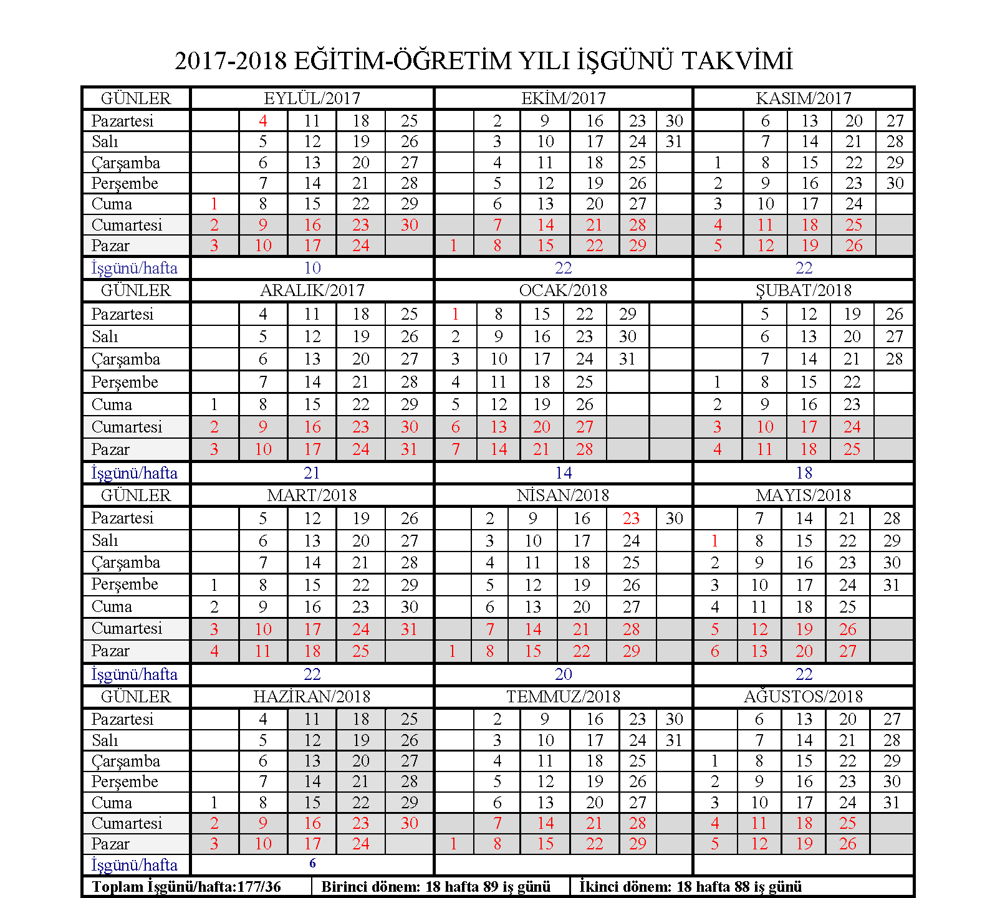 2017-2018 EĞİTİM-ÖĞRETİM YILI İŞGÜNÜ TAKVİMİ
GÜNLER EYLÜL/2017 EKİM/2017 KASIM/2017
Pazartesi 4 11 18 25 2 9 16 23 30 6 13 20 27
Salı 5 12 19 26 3 10 17 24 31 7 14 21 28
Çarşamba 6 13 20 27 4 11 18 25 1 8 15 22 29
Perşembe 7 14 21 28 5 12 19 26 2 9 16 23 30
Cuma 1 8 15 22 29 6 13 20 27 3 10 17 24
Cumartesi 2 9 16 23 30 7 14 21 28 4 11 18 25
Pazar 3 10 17 24 1 8 15 22 29 5 12 19 26
İşgünü/hafta 10 22 22
GÜNLER ARALIK/2017 OCAK/2018 ŞUBAT/2018
Pazartesi 4 11 18 25 1 8 15 22 29 5 12 19 26
Salı 5 12 19 26 2 9 16 23 30 6 13 20 27
Çarşamba 6 13 20 27 3 10 17 24 31 7 14 21 28
Perşembe 7 14 21 28 4 11 18 25 1 8 15 22
Cuma 1 8 15 22 29 5 12 19 26 2 9 16 23
Cumartesi 2 9 16 23 30 6 13 20 27 3 10 17 24
Pazar 3 10 17 24 31 7 14 21 28 4 11 18 25
İşgünü/hafta 21 14 18
GÜNLER MART/2018 NİSAN/2018 MAYIS/2018
Pazartesi 5 12 19 26 2 9 16 23 30 7 14 21 28
Salı 6 13 20 27 3 10 17 24 1 8 15 22 29
Çarşamba 7 14 21 28 4 11 18 25 2 9 16 23 30
Perşembe 1 8 15 22 29 5 12 19 26 3 10 17 24 31
Cuma 2 9 16 23 30 6 13 20 27 4 11 18 25
Cumartesi 3 10 17 24 31 7 14 21 28 5 12 19 26
Pazar 4 11 18 25 1 8 15 22 29 6 13 20 27
İşgünü/hafta 22 20 22
GÜNLER HAZİRAN/2018 TEMMUZ/2018 AĞUSTOS/2018
Pazartesi 4 11 18 25 2 9 16 23 30 6 13 20 27
Salı 5 12 19 26 3 10 17 24 31 7 14 21 28
Çarşamba 6 13 20 27 4 11 18 25 1 8 15 22 29
Perşembe 7 14 21 28 5 12 19 26 2 9 16 23 30
Cuma 1 8 15 22 29 6 13 20 27 3 10 17 24 31
Cumartesi 2 9 16 23 30 7 14 21 28 4 11 18 25
Pazar 3 10 17 24 1 8 15 22 29 5 12 19 26
İşgünü/hafta 6
Toplam İşgünü/hafta:177/36 Birinci dönem: 18 hafta 89 iş günü İkinci dönem: 18 hafta 88 iş günü